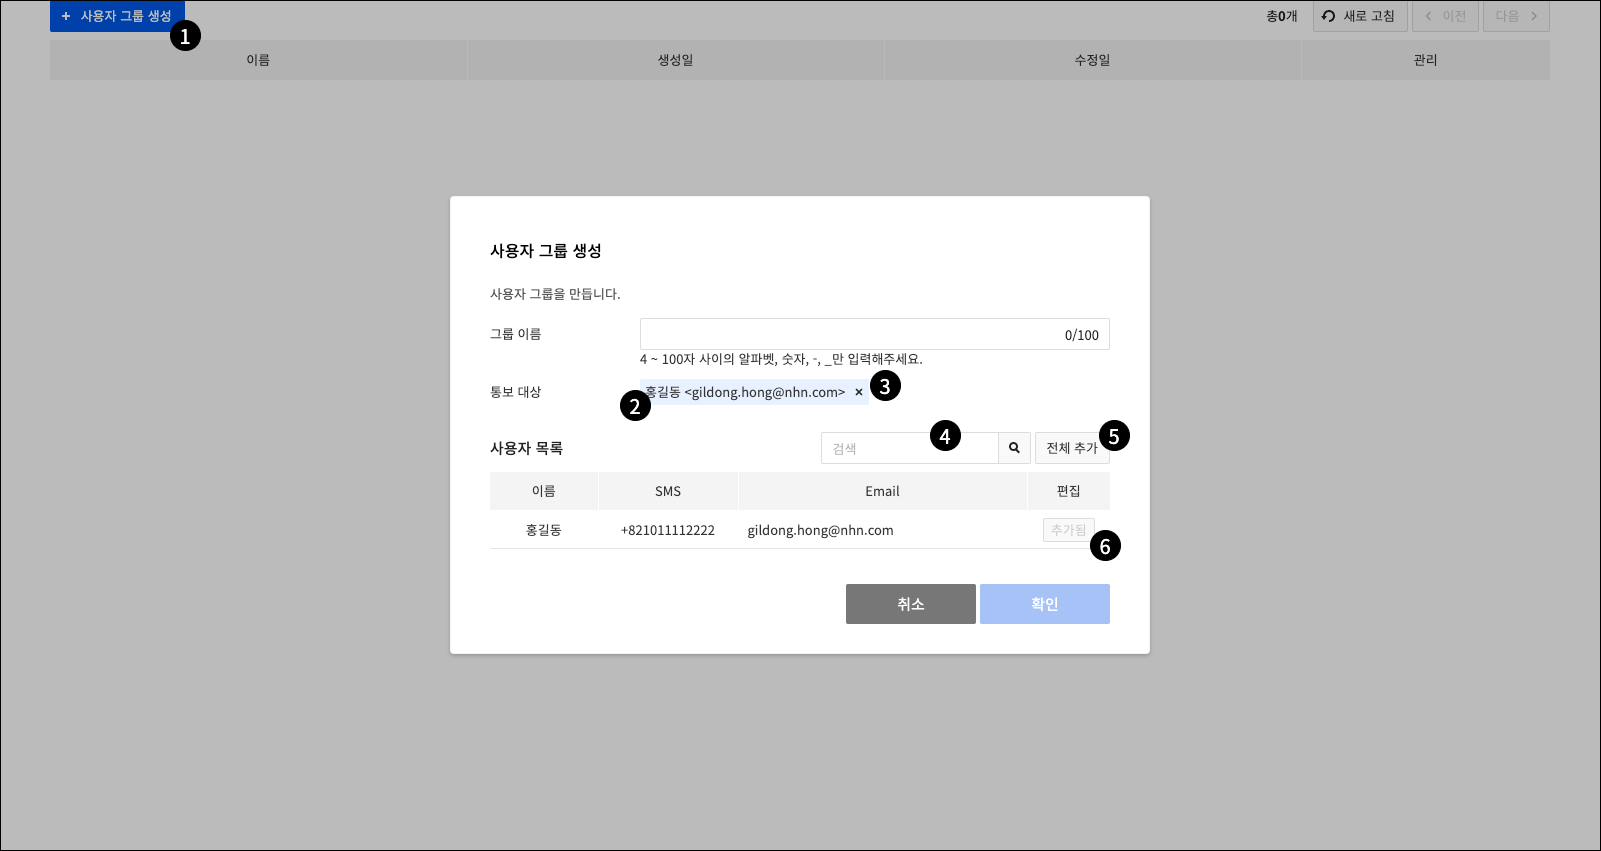 + 사용자 그룹 생성
1
총0개
새로 고침
< 이전
다음 >
이름
생성일
수정일
관리
사용자 그룹 생성
사용자 그룹을 만듭니다.
그룹 이름
0/100
4 ~ 100자 사이의 알파벳, 숫자, -, _만 입력해주세요.
통보 대상
2
홍길동 <gildong.hong@nhn.com> ×
3
사용자 목록
검색
4
전체 추가
5
이름
SMS
Email
편집
홍길동
+821011112222
gildong.hong@nhn.com
추가됨
6
취소
확인